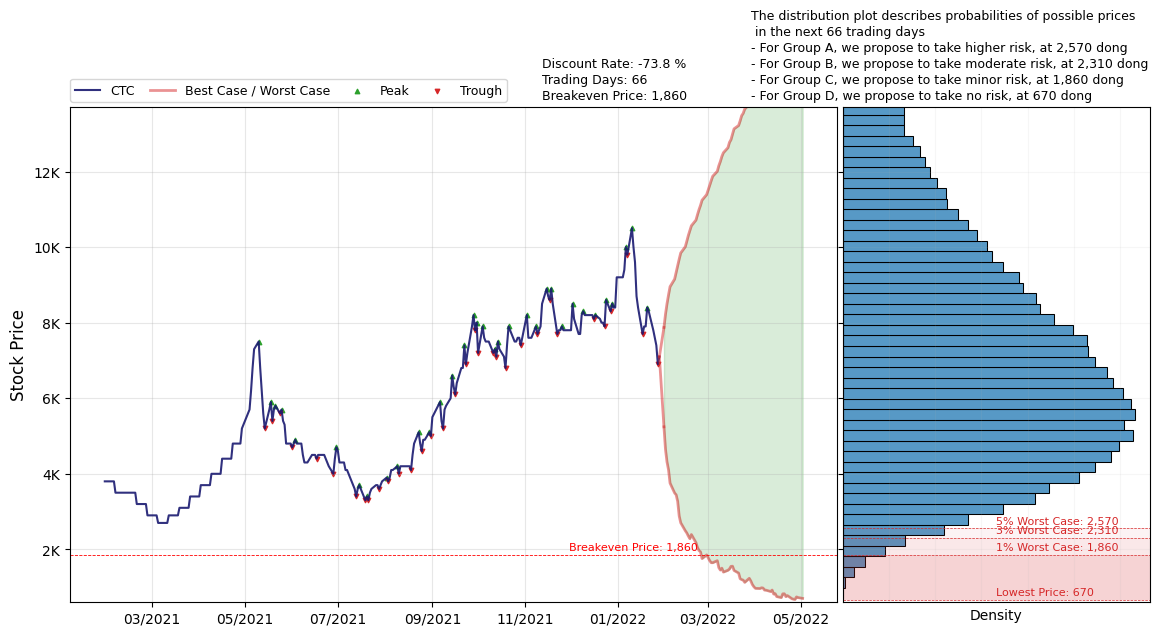 The distribution plot describes probabilities of possible prices
in the next 66 trading days
- For Group A, we propose to take higher risk, at 2,570 dong
- For Group B, we propose to take moderate risk, at 2,310 dong
- For Group C, we propose to take minor risk, at 1,860 dong
- For Group D, we propose to take no risk, at 670 dong
Discount Rate: -73.8 %
Trading Days: 66
Breakeven Price: 1,860
CTC Best Case / Worst Case Peak Trough
Stock Price
12K
10K
8K
6K
4K
2K
Breakeven Price: 1,860
5% Worst Case: 2,570
3% Worst Case: 2,310
1% Worst Case: 1,860
Lowest Price: 670
03/2021 05/2021 07/2021 09/2021 11/2021 01/2022 03/2022 05/2022
Density